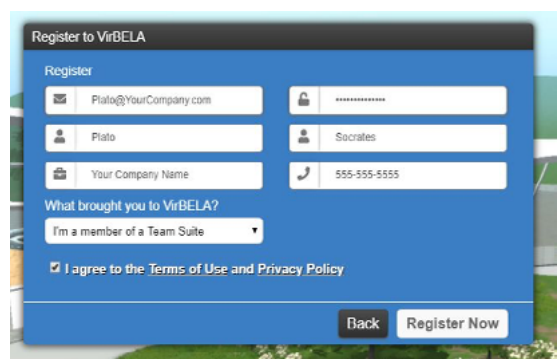 Register to VirBELA
Register
Plato@YourCompany.com
••••••••••••••
Plato
Socrates
Your Company Name
555-555-5555
What brought you to VirBELA?
I'm a member of a Team Suite
I agree to the Terms of Use and Privacy Policy
Back
Register Now